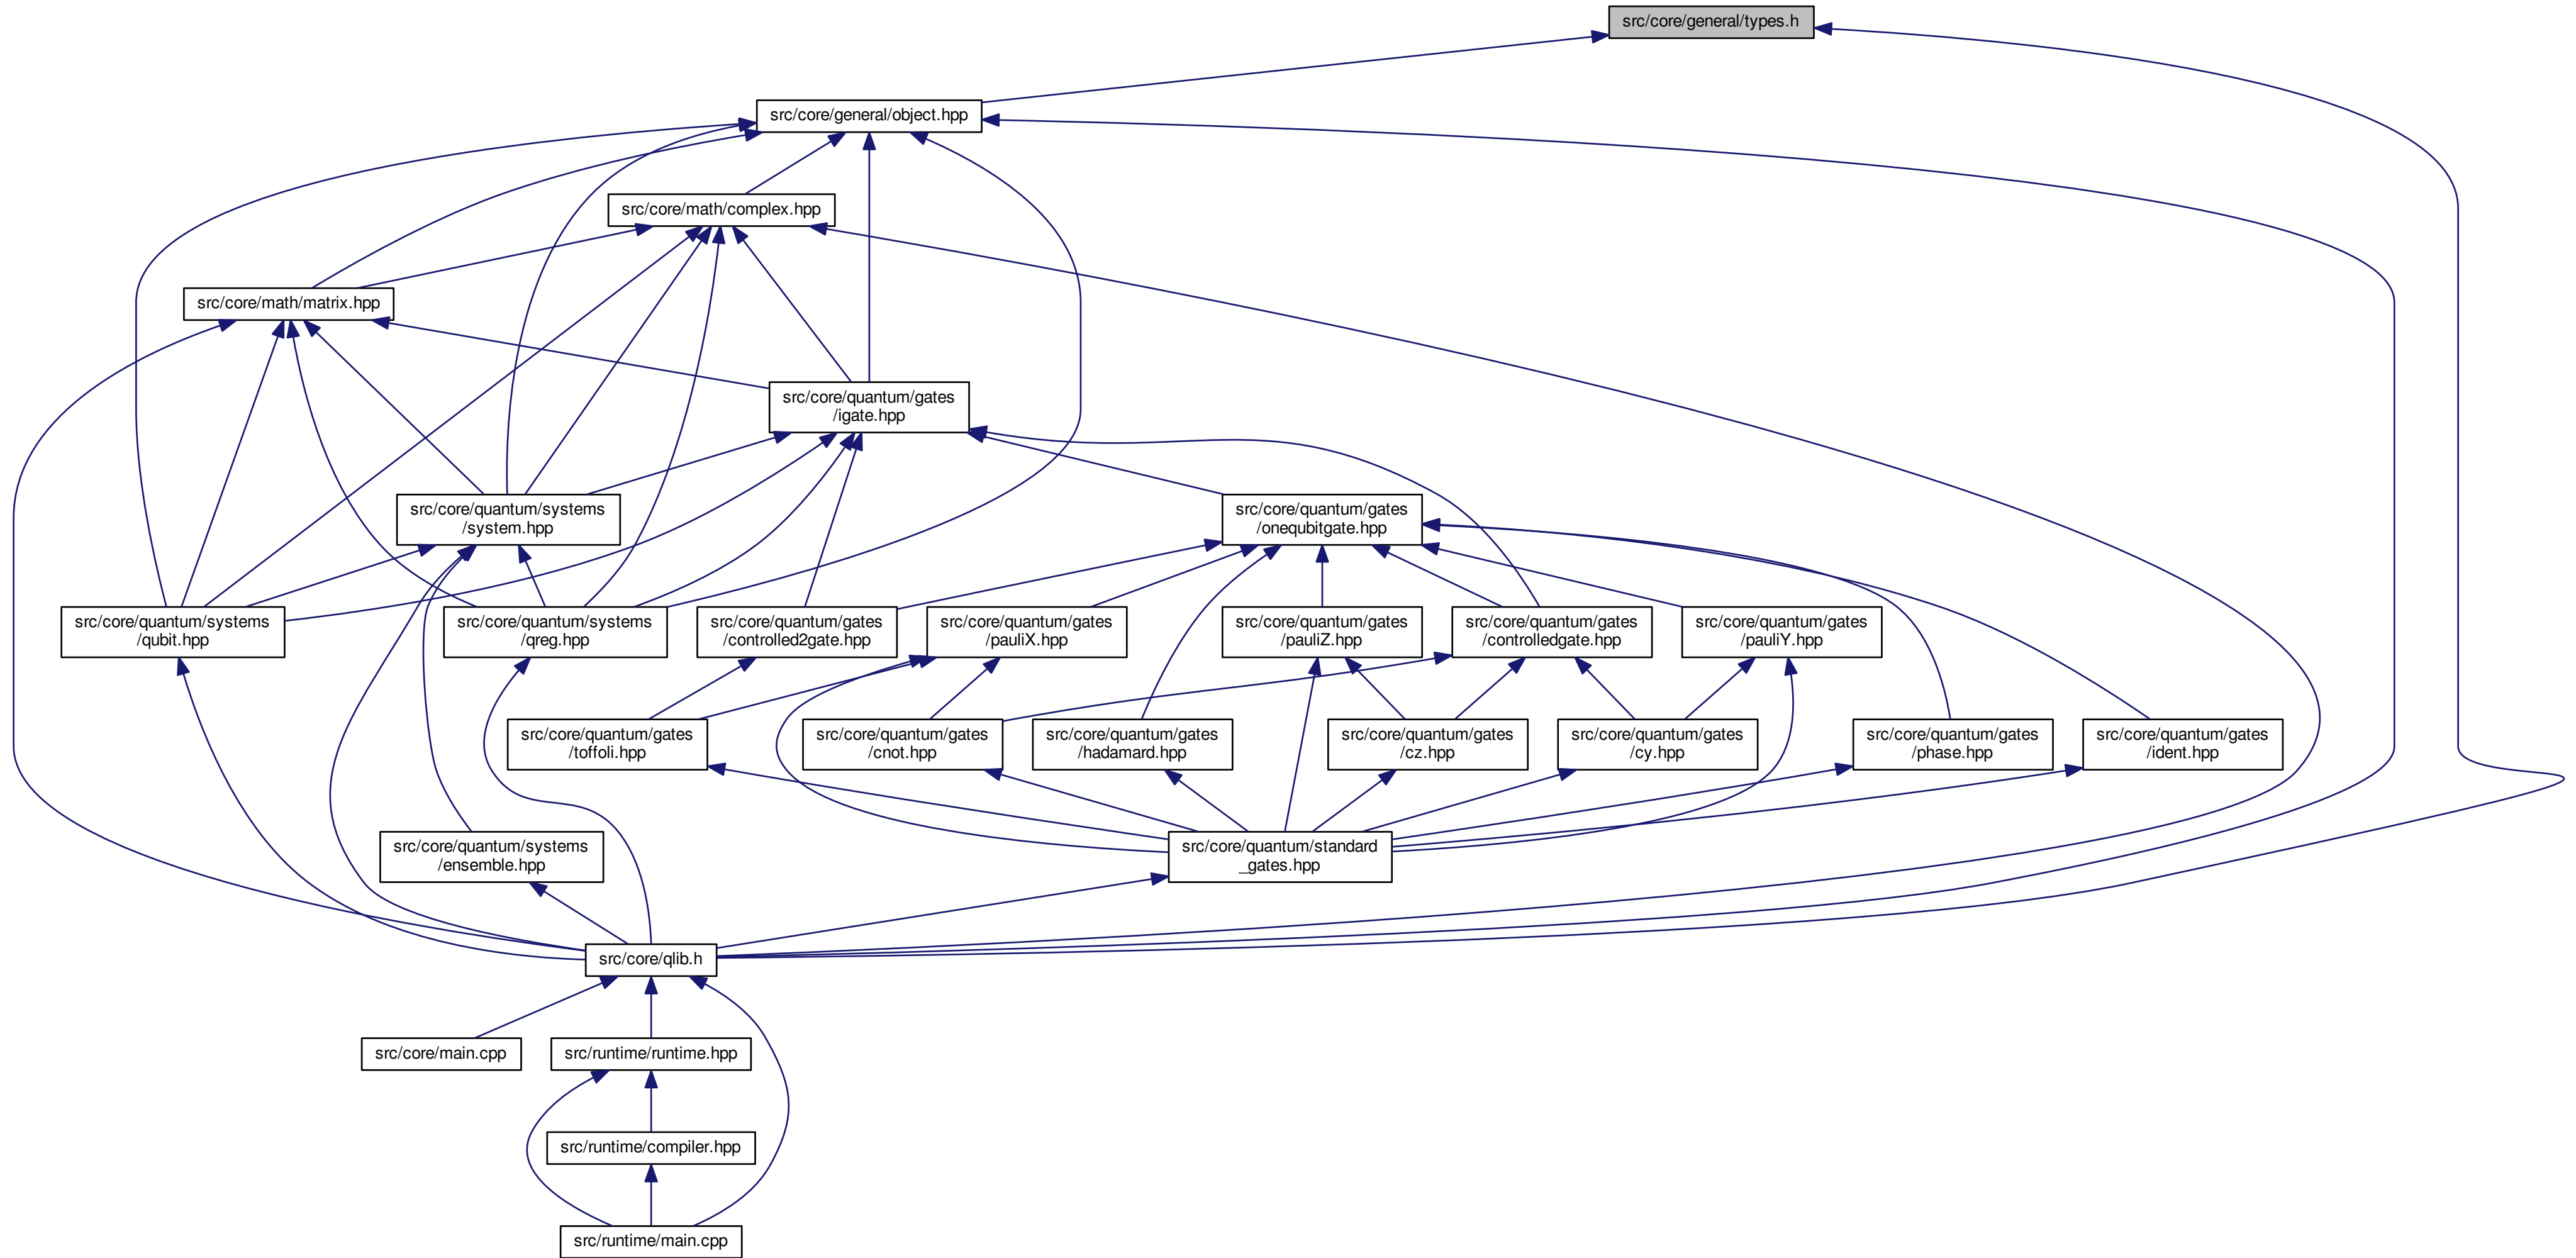 src/core/general/types.h
src/core/general/object.hpp
src/core/math/complex.hpp
src/core/math/matrix.hpp
src/core/quantum/gates
/igate.hpp
src/core/quantum/systems
/system.hpp
src/core/quantum/gates
/onequbitgate.hpp
src/core/quantum/systems
/qubit.hpp
src/core/quantum/systems
/qreg.hpp
src/core/quantum/gates
/controlled2gate.hpp
src/core/quantum/gates
/pauliX.hpp
src/core/quantum/gates
/pauliZ.hpp
src/core/quantum/gates
/controlledgate.hpp
src/core/quantum/gates
/pauliY.hpp
src/core/quantum/gates
/toffoli.hpp
src/core/quantum/gates
/cnot.hpp
src/core/quantum/gates
/hadamard.hpp
src/core/quantum/gates
/cz.hpp
src/core/quantum/gates
/cy.hpp
src/core/quantum/gates
/phase.hpp
src/core/quantum/gates
/ident.hpp
src/core/quantum/systems
/ensemble.hpp
src/core/quantum/standard
_gates.hpp
src/core/qlib.h
src/core/main.cpp
src/runtime/runtime.hpp
src/runtime/compiler.hpp
src/runtime/main.cpp